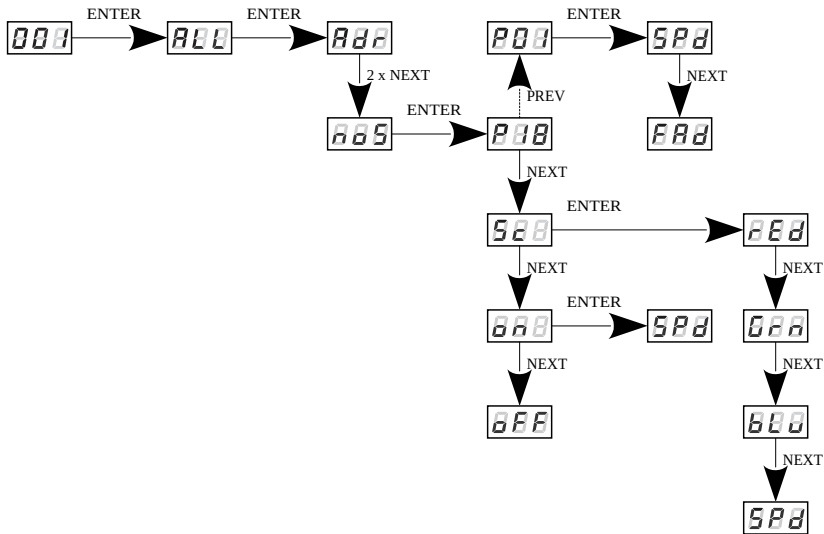 001 ENTER ALL ENTER Adr P01 ENTER SPd
2 x NEXT PREV NEXT
noS ENTER P18 FAd
NEXT
Sc ENTER rEd
NEXT NEXT
on ENTER SPd Grn
NEXT NEXT
oFF bLu
NEXT
SPd